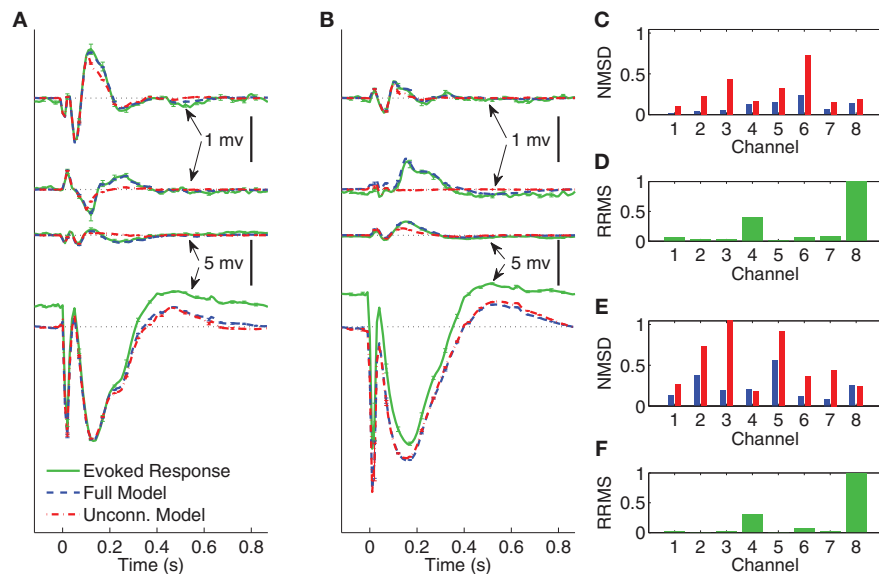 A
1 mv
5 mv
Evoked Response
Full Model
Unconn. Model
0 0.2 0.4 0.6 0.8
Time (s)
B
1 mv
5 mv
0 0.2 0.4 0.6 0.8
Time (s)
C
1
0.5
0
NMSD
1 2 3 4 5 6 7 8
Channel
D
1
0.5
0
RRMS
1 2 3 4 5 6 7 8
Channel
E
1
0.5
0
NMSD
1 2 3 4 5 6 7 8
Channel
F
1
0.5
0
RRMS
1 2 3 4 5 6 7 8
Channel